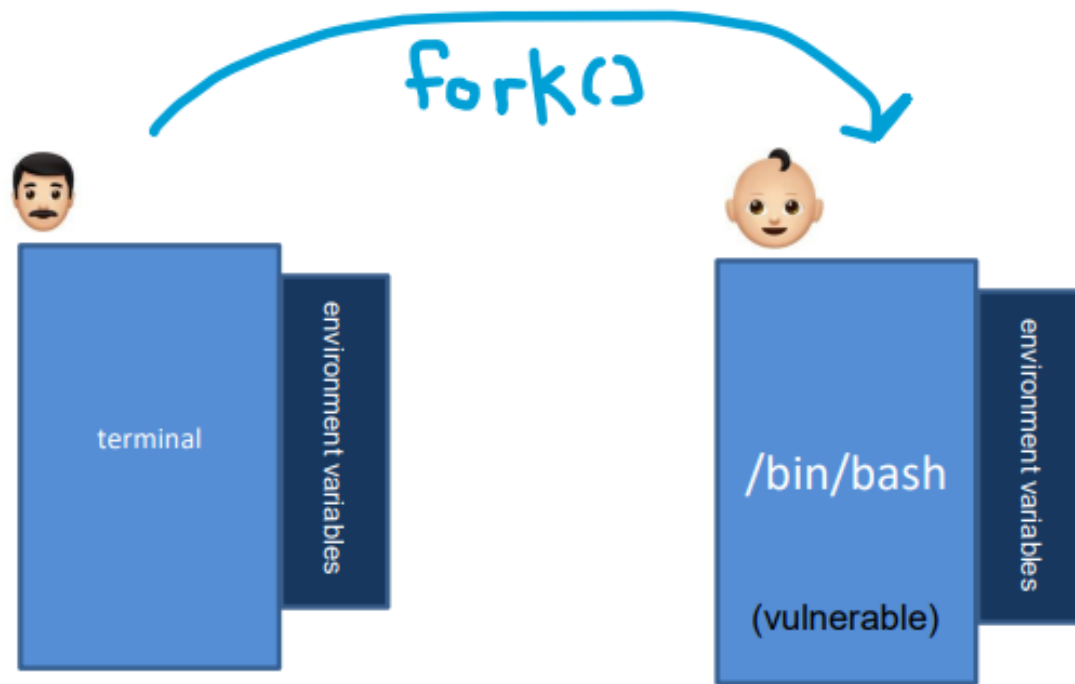 fork()
terminal
environment variables
/bin/bash
(vulnerable)
environment variables